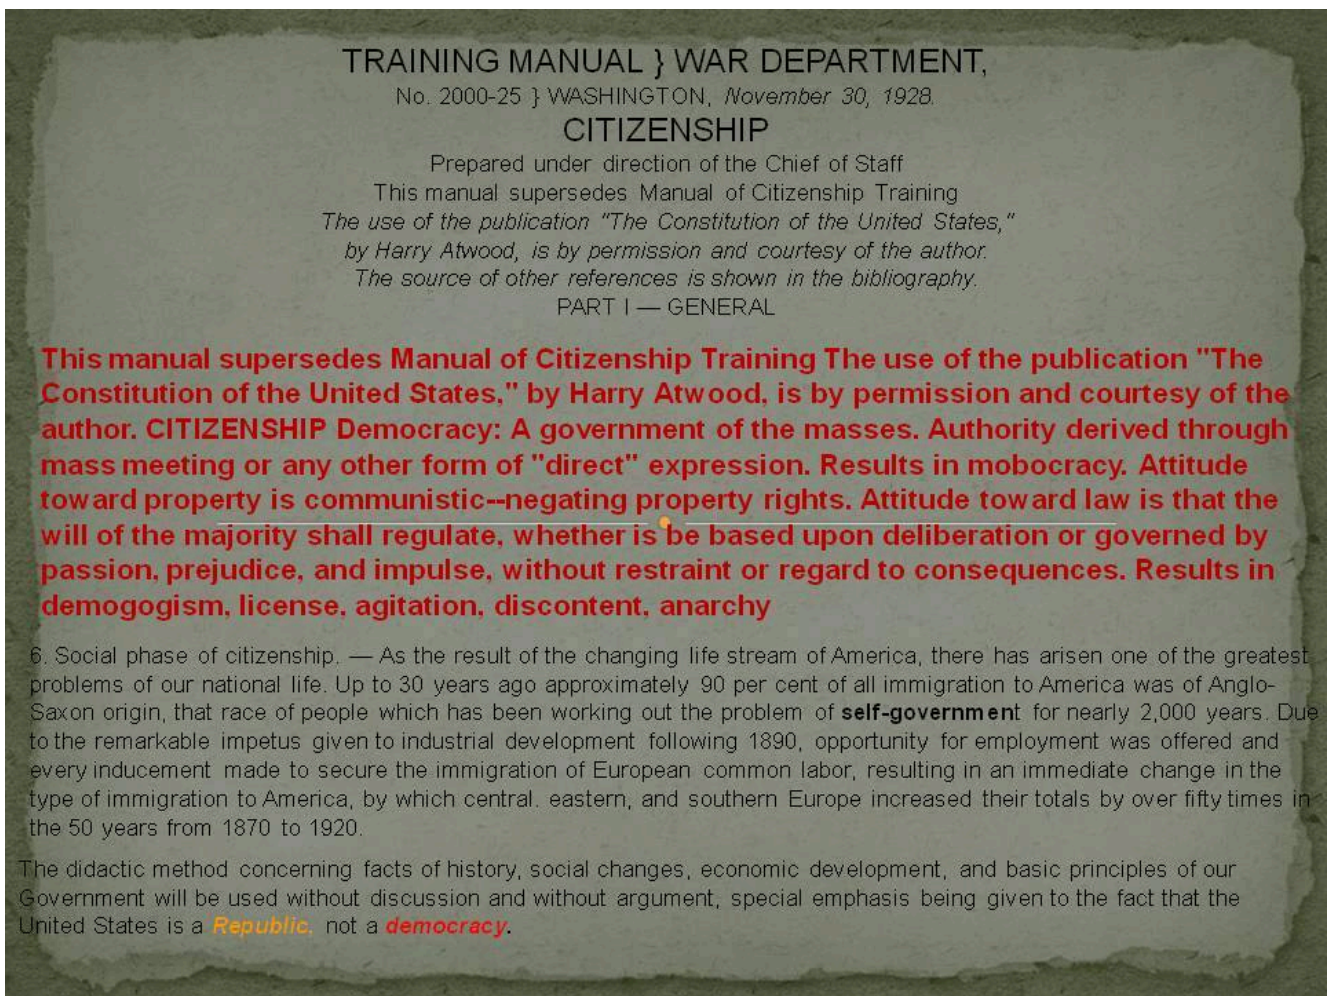 TRAINING MANUAL } WAR DEPARTMENT,
No. 2000-25 } WASHINGTON, November 30, 1928.
CITIZENSHIP
Prepared under direction of the Chief of Staff
This manual supersedes Manual of Citizenship Training
The use of the publication "The Constitution of the United States,"
by Harry Atwood, is by permission and courtesy of the author.
The source of other references is shown in the bibliography.
PART I — GENERAL
This manual supersedes Manual of Citizenship Training The use of the publication "The
Constitution of the United States," by Harry Atwood, is by permission and courtesy of the
author. CITIZENSHIP Democracy: A government of the masses. Authority derived through
mass meeting or any other form of "direct" expression. Results in mobocracy. Attitude
toward property is communistic--negating property rights. Attitude toward law is that the
will of the majority shall regulate, whether is be based upon deliberation or governed by
passion, prejudice, and impulse, without restraint or regard to consequences. Results in
demogogism, license, agitation, discontent, anarchy
6. Social phase of citizenship. — As the result of the changing life stream of America, there has arisen one of the greatest
problems of our national life. Up to 30 years ago approximately 90 per cent of all immigration to America was of Anglo-
Saxon origin, that race of people which has been working out the problem of self-government for nearly 2,000 years. Due
to the remarkable impetus given to industrial development following 1890, opportunity for employment was offered and
every inducement made to secure the immigration of European common labor, resulting in an immediate change in the
type of immigration to America, by which central. eastern, and southern Europe increased their totals by over fifty times in
the 50 years from 1870 to 1920.
The didactic method concerning facts of history, social changes, economic development, and basic principles of our
Government will be used without discussion and without argument, special emphasis being given to the fact that the
United States is a Republic. not a democracy.